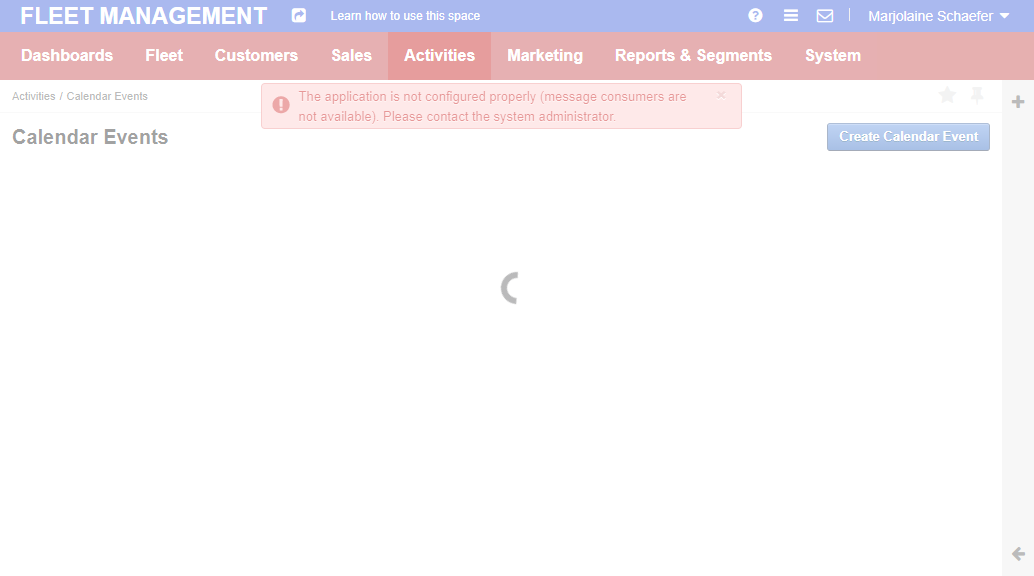 FLEET MANAGEMENT
Learn how to use this space
Marjolaine Schaefer
Dashboards
Fleet
Customers
Sales
Activities
Marketing
Reports & Segments
System
Activities / Calendar Events
The application is not configured properly (message consumers are
not available). Please contact the system administrator.
×
Calendar Events
Create Calendar Event